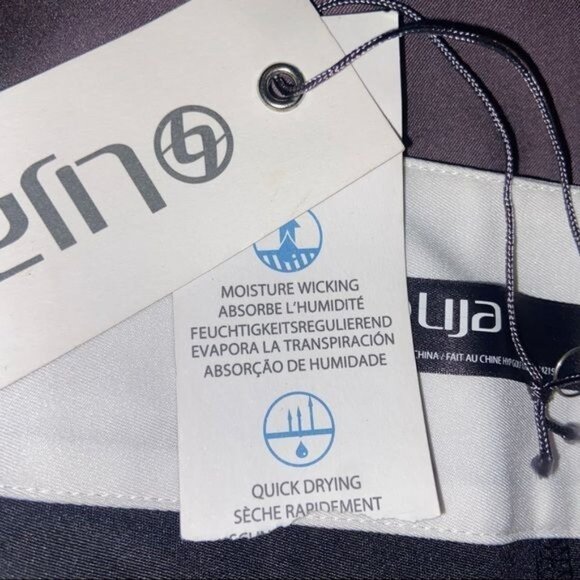 LIJA
MOISTURE WICKING
ABSORBE L'HUMIDITÉ
FEUCHTIGKEITSREGULIEREND
EVAPORA LA TRANSPIRACIÓN
ABSORÇÃO DE HUMIDADE
QUICK DRYING
SÈCHE RAPIDEMENT
LIJA
CHINA / FAIT AU CHINE